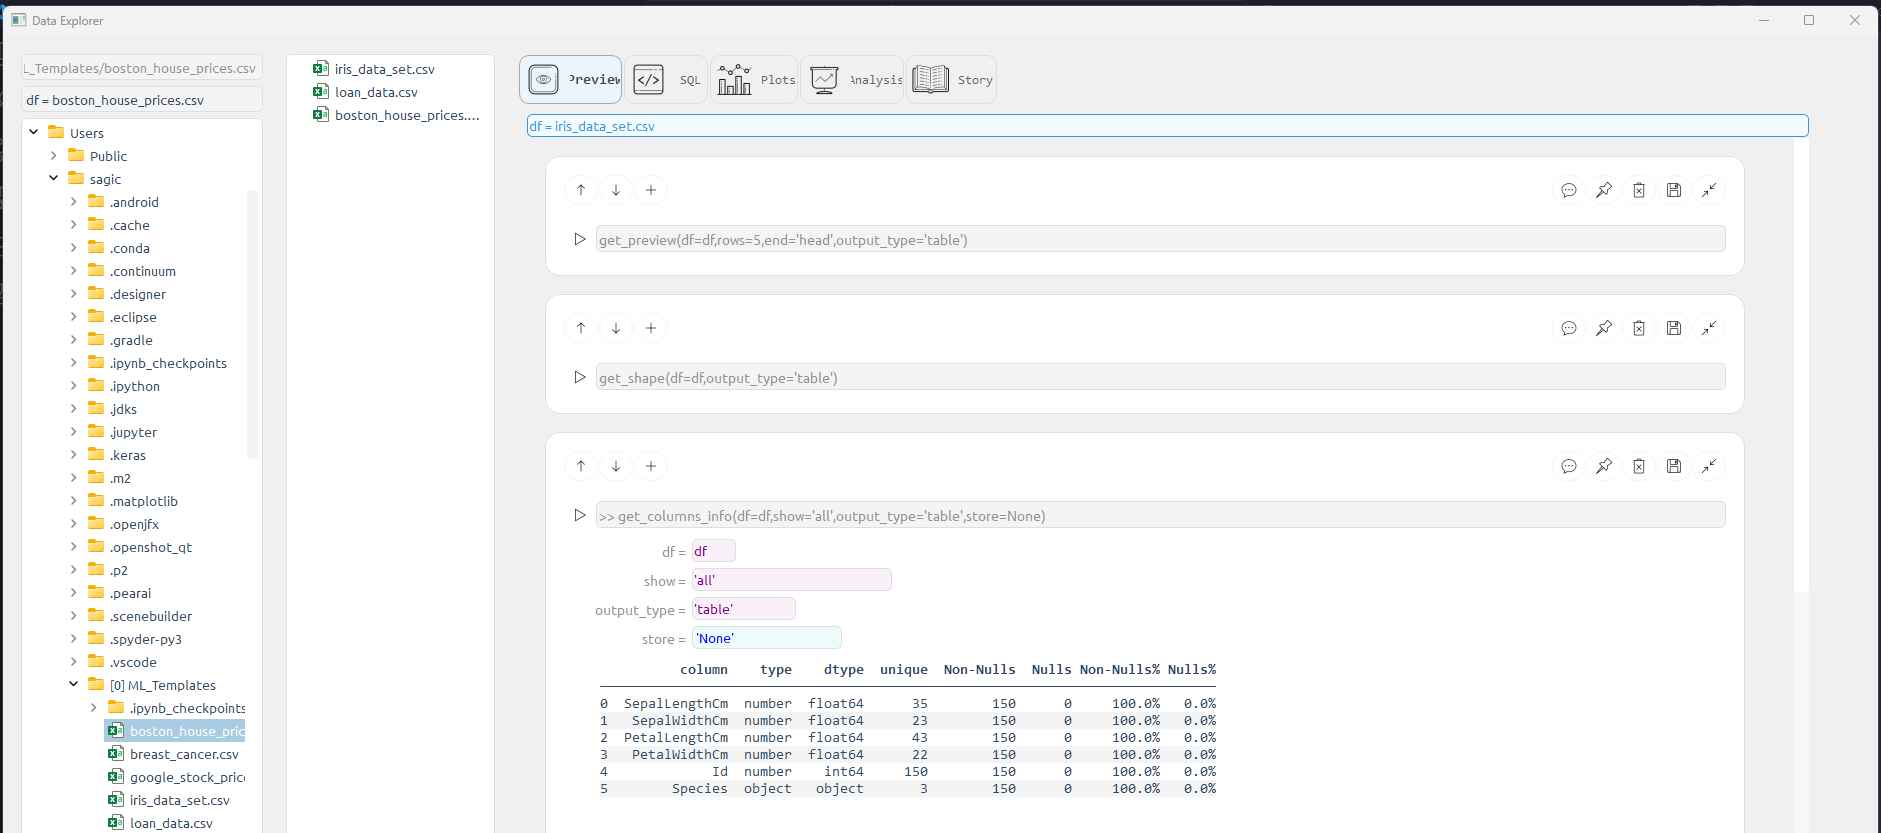 Data Explorer
L_Templates/boston_house_prices.csv
df = boston_house_prices.csv
Users
Public
sagic
.android
.cache
.conda
.continuum
.designer
.eclipse
.gradle
.ipynb_checkpoints
.ipython
.jdks
.jupyter
.keras
.m2
.matplotlib
.openjfx
.openshot_qt
.p2
.pearai
.scenebuilder
.spyder-py3
.vscode
[0] ML_Templates
.ipynb_checkpoints
boston_house_pric
breast_cancer.csv
google_stock_price
iris_data_set.csv
loan_data.csv
iris_data_set.csv
loan_data.csv
boston_house_prices....
Preview SQL Plots Analysis Story
df = iris_data_set.csv
get_preview(df=df,rows=5,end='head',output_type='table')
get_shape(df=df,output_type='table')
>> get_columns_info(df=df,show='all',output_type='table',store=None)
df = df
show = 'all'
output_type = 'table'
store = 'None'
column type dtype unique Non-Nulls Nulls Non-Nulls% Nulls%
0 SepalLengthCm number float64 35 150 0 100.0% 0.0%
1 SepalWidthCm number float64 23 150 0 100.0% 0.0%
2 PetalLengthCm number float64 43 150 0 100.0% 0.0%
3 PetalWidthCm number float64 22 150 0 100.0% 0.0%
4 Id number int64 150 150 0 100.0% 0.0%
5 Species object object 3 150 0 100.0% 0.0%